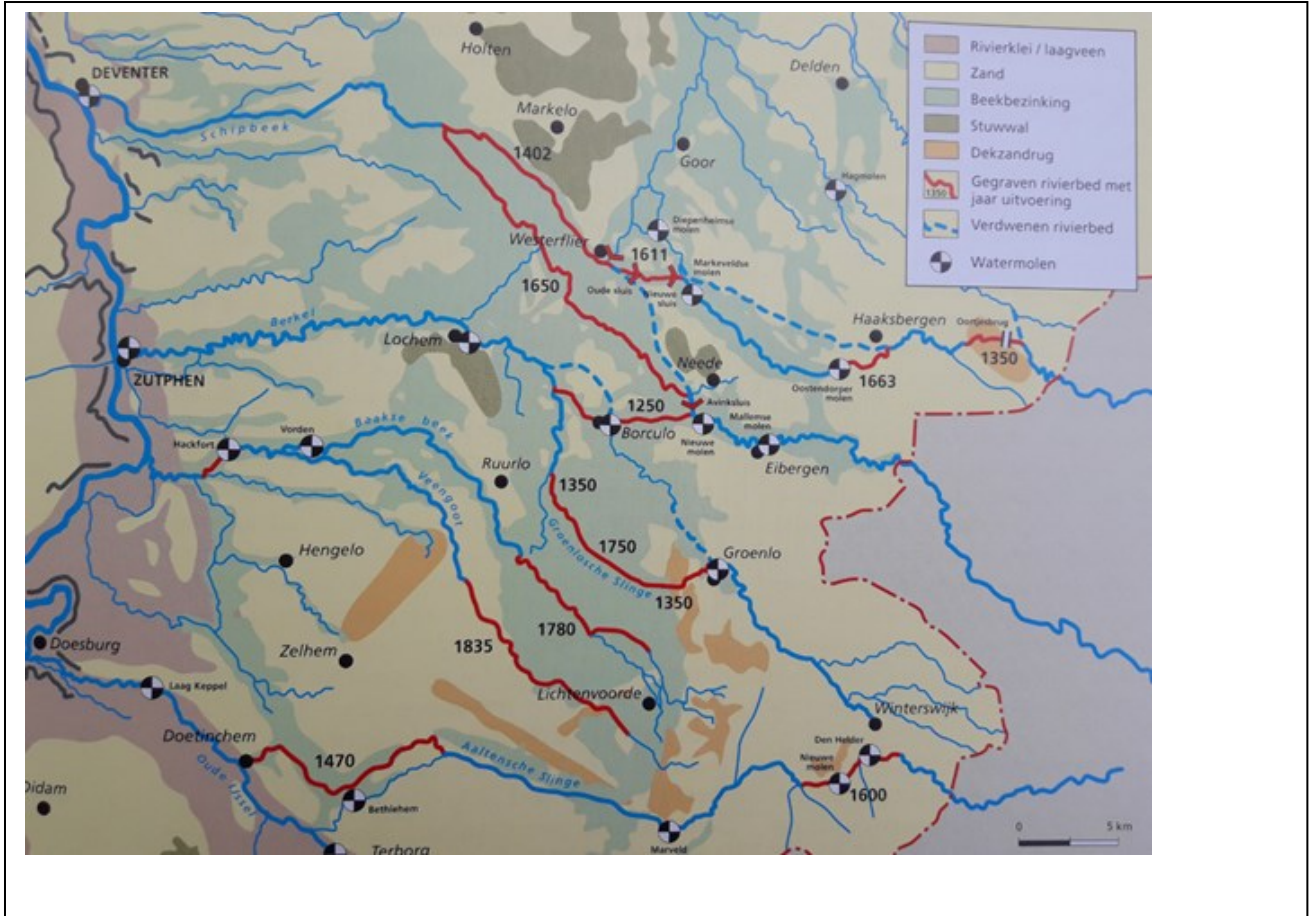 Holten
DEVENTER
Delden
Markelo
Schipbeek
1402
Goor
Hagmolen
Diepenheimse
molen
Westerflier
1611
Markeveldse
molen
Oude sluis
Nieuwe
sluis
1650
Berkel
Lochem
Haaksbergen
1350
ZUTPHEN
Neede
Oostendorper
molen
1663
1250
Avinksluis
Borculo
Mallemse
molen
Nieuwe
molen
Eibergen
Hackfort
Vorden
Baakse beek
Veengoot
Ruurlo
1350
Groenlosche Slinge
1750
Groenlo
1350
Hengelo
Doesburg
Zelhem
1780
1835
Laag Keppel
Lichtenvoorde
Winterswijk
Doetinchem
1470
Aaltensche Slinge
Den Helder
Nieuwe
molen
1600
Oude IJssel
Didam
Bethlehem
Terborg
Marveld
0 5 km
Rivierklei / laagveen
Zand
Beekbezinking
Stuwwal
Dekzandrug
1350
Gegraven rivierbed met
jaar uitvoering
Verdwenen rivierbed
Watermolen